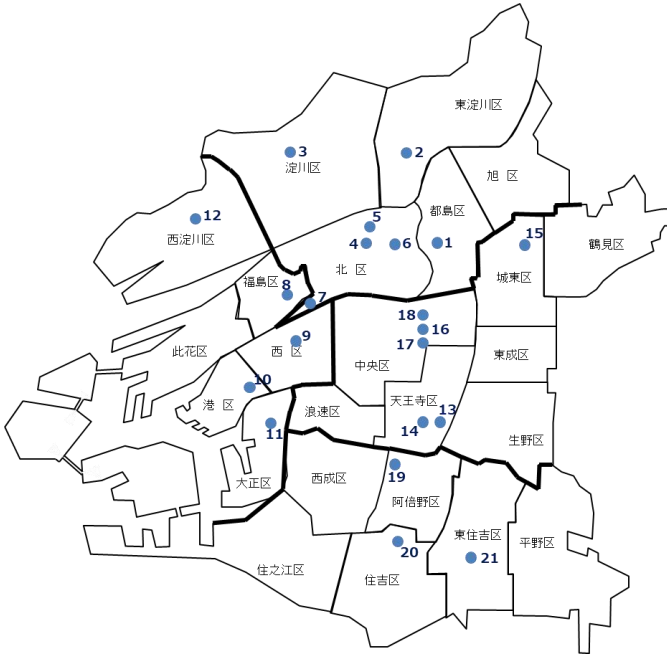 東淀川区
3
2
淀川区
旭 区
12
5
都島区
西淀川区
4
6
1
15
鶴見区
北 区
城東区
福島区
8
7
18
16
9
17
此花区
西 区
中央区
東成区
10
港 区
浪速区
天王寺区
13
11
14
生野区
19
大正区
西成区
阿倍野区
東住吉区
平野区
20
21
住之江区
住吉区